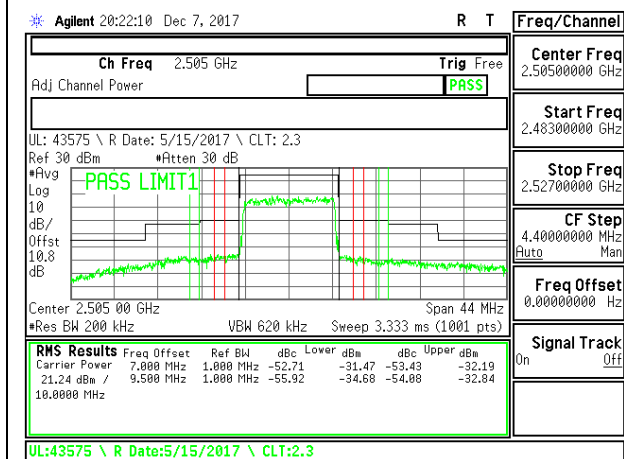 Agilent 20:22:10 Dec 7, 2017 R T
Freq/Channel
Ch Freq 2.505 GHz Trig Free
Adj Channel Power PASS
UL: 43575 \ R Date: 5/15/2017 \ CLT: 2.3
Ref 30 dBm #Atten 30 dB
#Avg
Log
10
dB/
Offst
10.8
dB
PASS LIMIT1
Center 2.505 00 GHz Span 44 MHz
#Res BW 200 kHz VBW 620 kHz Sweep 3.333 ms (1001 pts)
RMS Results Freq Offset Ref BW dBc Lower dBm dBc Upper dBm
Carrier Power 7.000 MHz 1.000 MHz -52.71 -31.47 -53.43 -32.19
21.24 dBm / 9.500 MHz 1.000 MHz -55.92 -34.68 -54.08 -32.84
10.0000 MHz
UL:43575 \ R Date:5/15/2017 \ CLT:2.3
Center Freq
2.50500000 GHz
Start Freq
2.48300000 GHz
Stop Freq
2.52700000 GHz
CF Step
4.40000000 MHz
Auto Man
Freq Offset
0.00000000 Hz
Signal Track
On Off